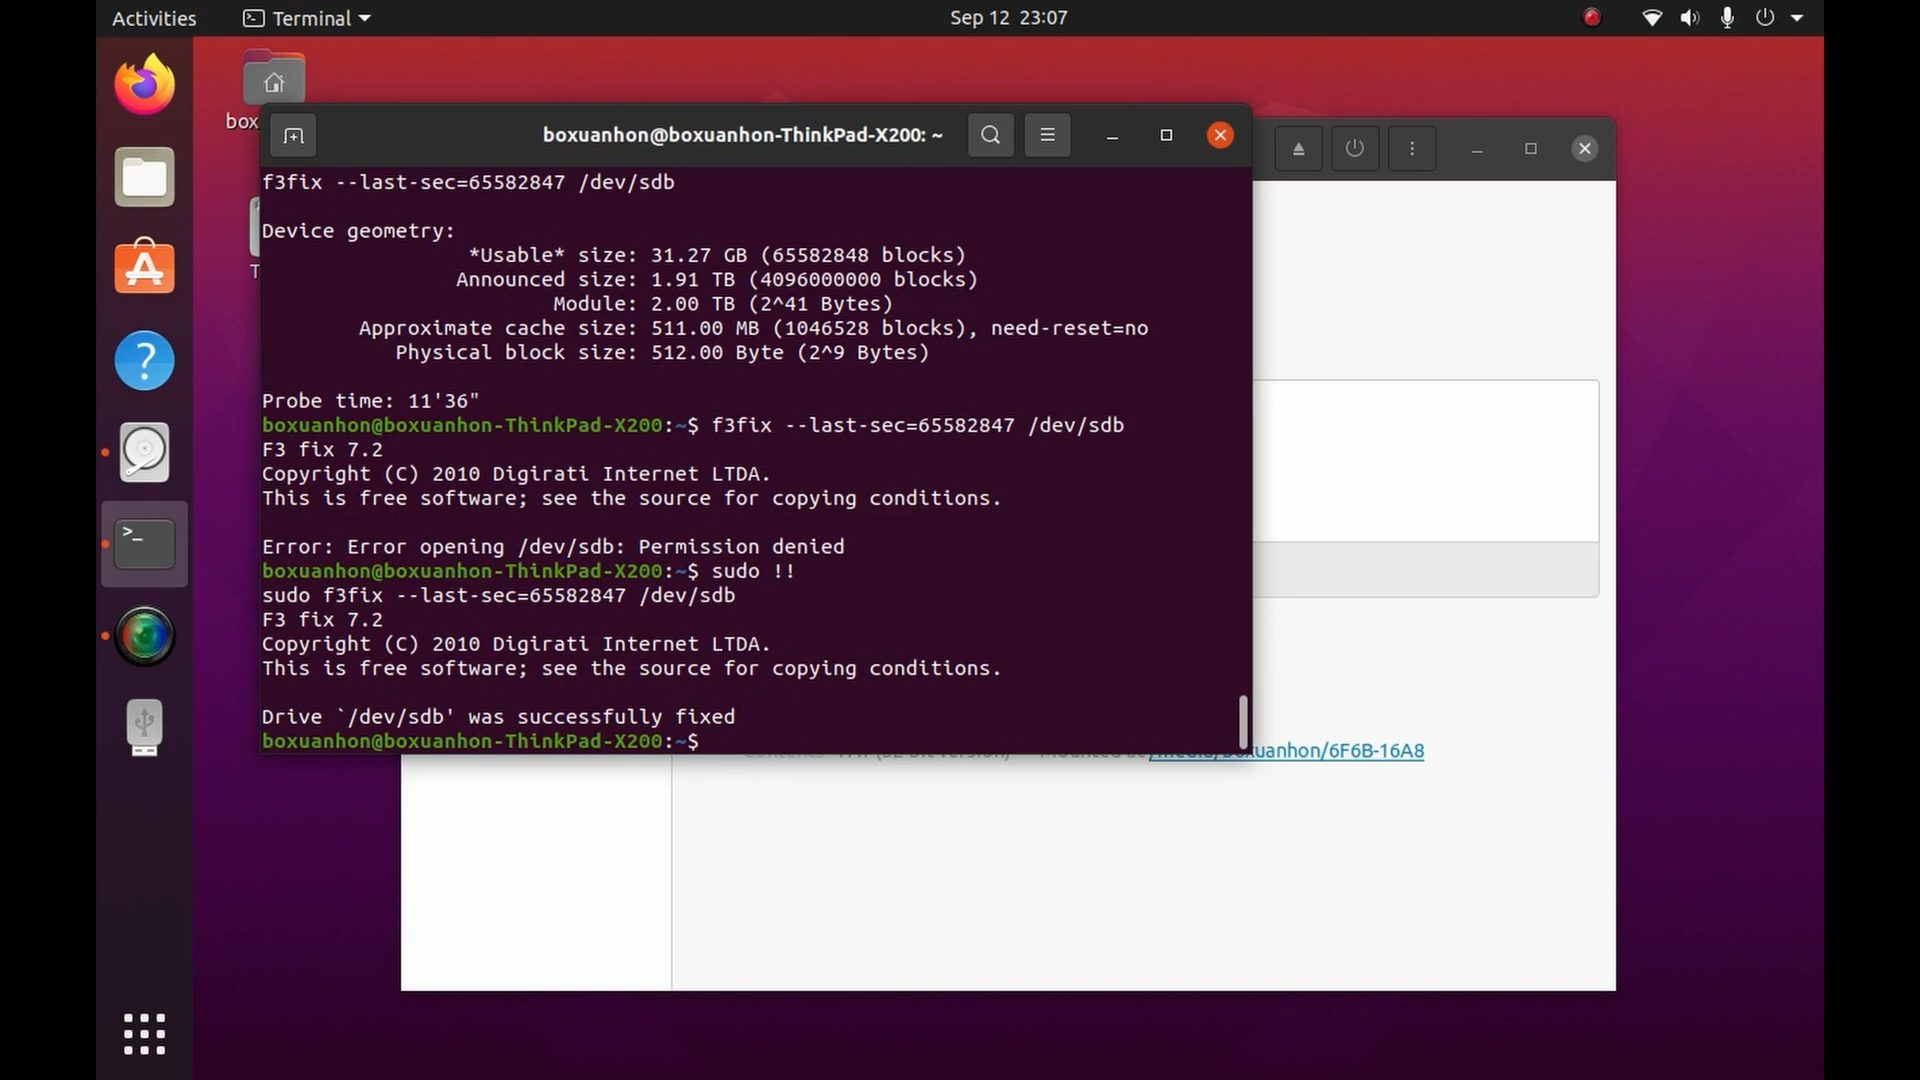 Activities
Terminal
Sep 12 23:07
box
boxuanhon@boxuanhon-ThinkPad-X200: ~
f3fix --last-sec=65582847 /dev/sdb
Device geometry:
*Usable* size: 31.27 GB (65582848 blocks)
Announced size: 1.91 TB (4096000000 blocks)
Module: 2.00 TB (2^41 Bytes)
Approximate cache size: 511.00 MB (1046528 blocks), need-reset=no
Physical block size: 512.00 Byte (2^9 Bytes)
Probe time: 11'36"
boxuanhon@boxuanhon-ThinkPad-X200:~$ f3fix --last-sec=65582847 /dev/sdb
F3 fix 7.2
Copyright (C) 2010 Digirati Internet LTDA.
This is free software; see the source for copying conditions.
Error: Error opening /dev/sdb: Permission denied
boxuanhon@boxuanhon-ThinkPad-X200:~$ sudo !!
sudo f3fix --last-sec=65582847 /dev/sdb
F3 fix 7.2
Copyright (C) 2010 Digirati Internet LTDA.
This is free software; see the source for copying conditions.
Drive `/dev/sdb' was successfully fixed
boxuanhon@boxuanhon-ThinkPad-X200:~$
/media/boxuanhon/6F6B-16A8